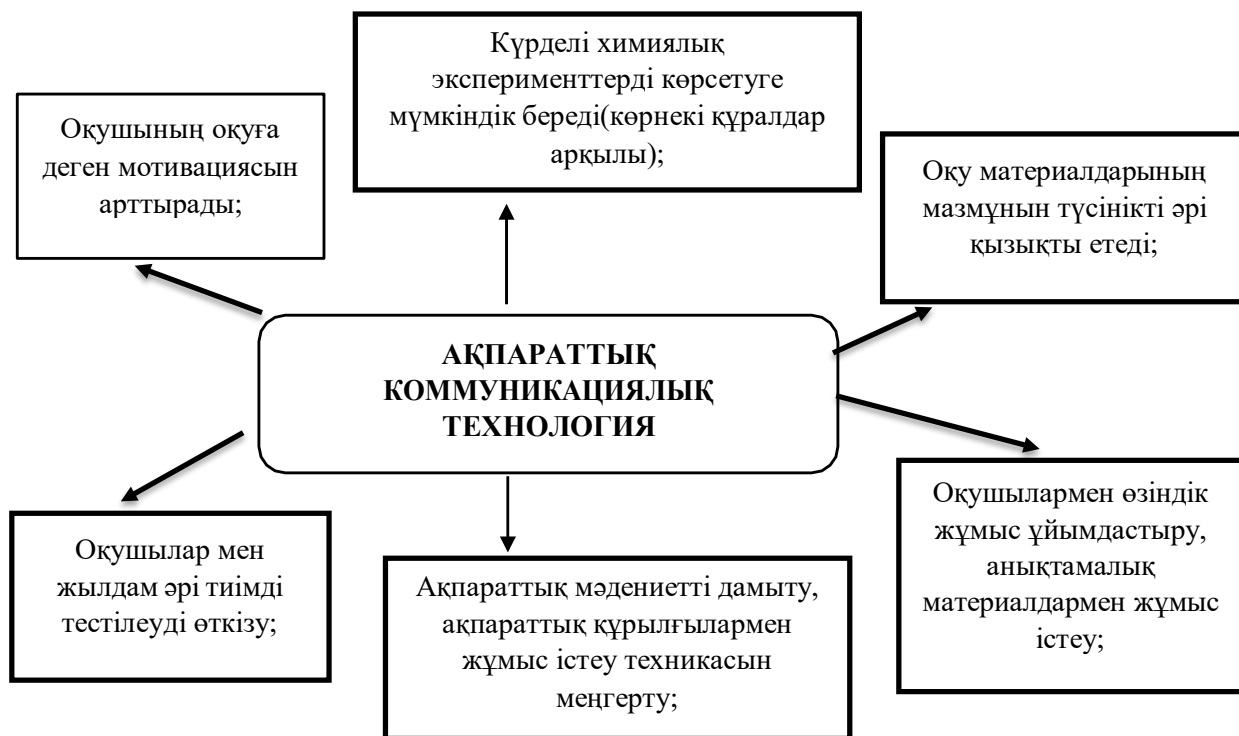 Күрделі химиялық
эксперименттерді көрсетуге
мүмкіндік береді(көрнекі құралдар
арқылы);
Оқушының оқуға
деген мотивациясын
арттырады;
Оқу материалдарының
мазмұнын түсінікті әрі
қызықты етеді;
АҚПАРАТТЫҚ
КОММУНИКАЦИЯЛЫҚ
ТЕХНОЛОГИЯ
Оқушылар мен
жылдам әрі тиімді
тестілеуді өткізу;
Ақпараттық мәдениетті дамыту,
ақпараттық құрылғылармен
жұмыс істеу техникасын
меңгерту;
Оқушылармен өзіндік
жұмыс ұйымдастыру,
анықтамалық
материалдармен жұмыс
істеу;